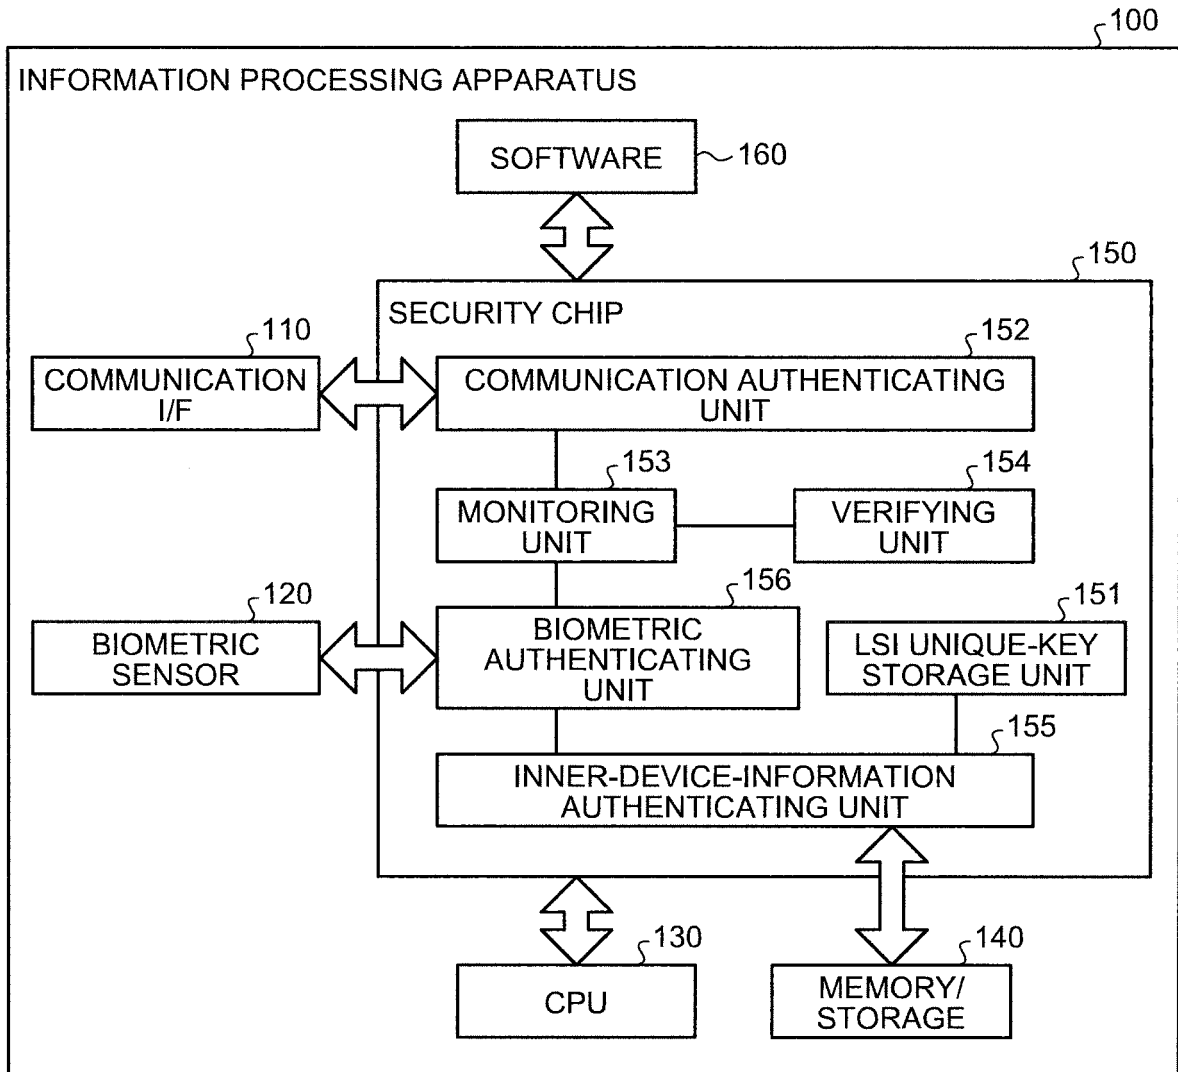 100
INFORMATION PROCESSING APPARATUS
SOFTWARE
160
150
SECURITY CHIP
110
COMMUNICATION
I/F
152
COMMUNICATION AUTHENTICATING
UNIT
153
MONITORING
UNIT
154
VERIFYING
UNIT
120
BIOMETRIC
SENSOR
156
BIOMETRIC
AUTHENTICATING
UNIT
151
LSI UNIQUE-KEY
STORAGE UNIT
155
INNER-DEVICE-INFORMATION
AUTHENTICATING UNIT
130
CPU
140
MEMORY/
STORAGE